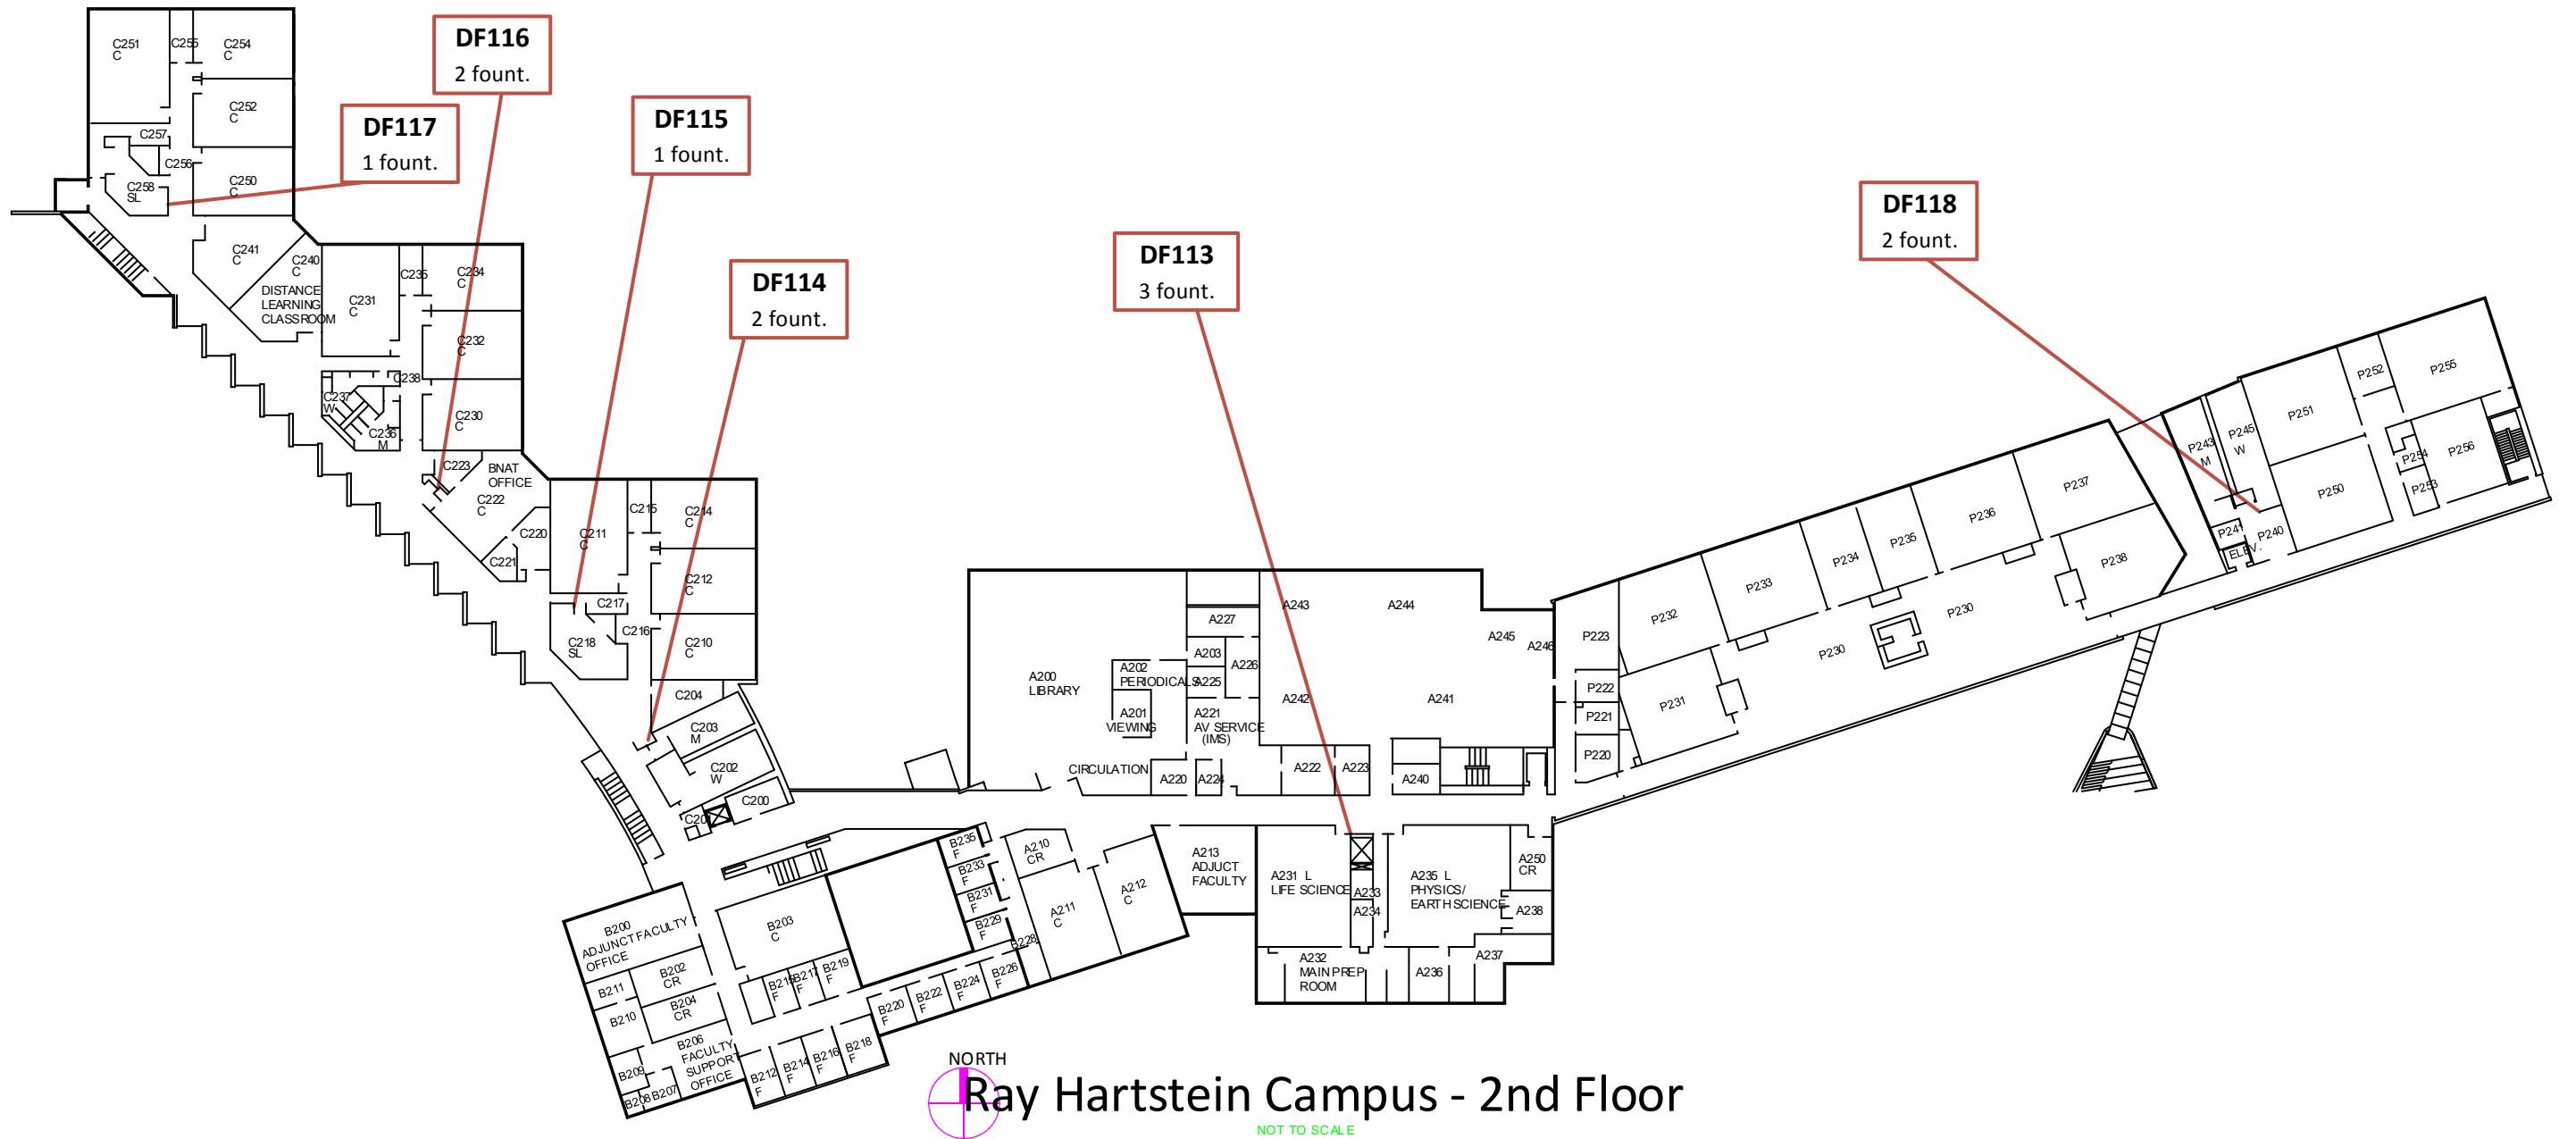 DF116
2 fount.
DF117
1 fount.
DF115
1 fount.
DF114
2 fount.
DF113
3 fount.
DF118
2 fount.
C251
C
C255
C254
C
C252
C
C257
C256
C250
C
C258
SL
C241
C
C240
C
DISTANCE
LEARNING
CLASSROOM
C231
C
C235
C234
C
C232
C
C238
C237
W
C236
M
C230
C
C223
BNAT
OFFICE
C222
C
C220
C221
C211
C
C215
C214
C
C212
C
C217
C216
C218
SL
C210
C
C204
C203
M
C202
W
C200
C201
A200
LIBRARY
A202
PERIODICALS
A201
VIEWING
CIRCULATION
A227
A203
A226
A225
A221
AV SERVICE
(IMS)
A220
A224
A243
A244
A245
A246
A242
A241
A222
A223
A240
P223
P222
P221
P220
P232
P231
P233
P234
P235
P236
P237
P238
P230
P230
P243
M
P245
W
P241
ELEV.
P240
P251
P250
P252
P255
P254
P253
P256
B235
F
B233
F
B231
F
B229
F
B228
A210
CR
A211
C
A212
C
A213
ADJUCT
FACULTY
A231 L
LIFE SCIENCE
A233
A234
A235 L
PHYSICS/
EARTH SCIENCE
A250
CR
A238
A237
A236
A232
MAIN PREP
ROOM
B200
ADJUNCT FACULTY
OFFICE
B203
C
B202
CR
B211
B204
CR
B210
B206
FACULTY
SUPPORT
OFFICE
B209
B208
B207
B215
F
B217
F
B219
F
B212
F
B214
F
B216
F
B218
F
B220
F
B222
F
B224
F
B226
F
NORTH
Ray Hartstein Campus - 2nd Floor
NOT TO SCALE